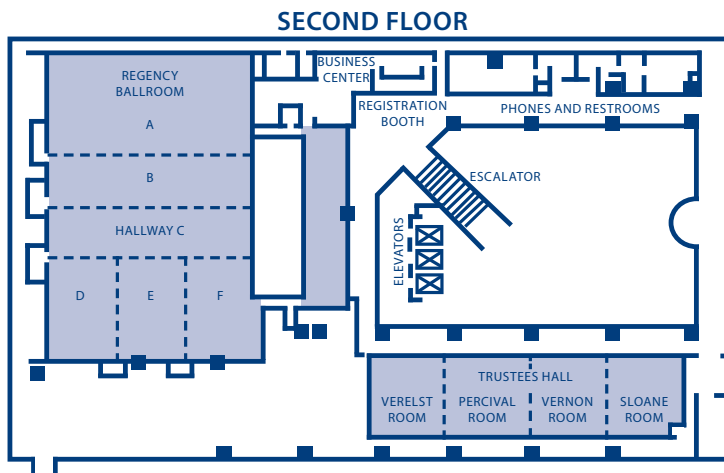 SECOND FLOOR
REGENCY
BALLROOM
A
B
HALLWAY C
D
E
F
BUSINESS
CENTER
REGISTRATION
BOOTH
PHONES AND RESTROOMS
ESCALATOR
ELEVATORS
TRUSTEES HALL
VERELST
ROOM
PERCIVAL
ROOM
VERNON
ROOM
SLOANE
ROOM